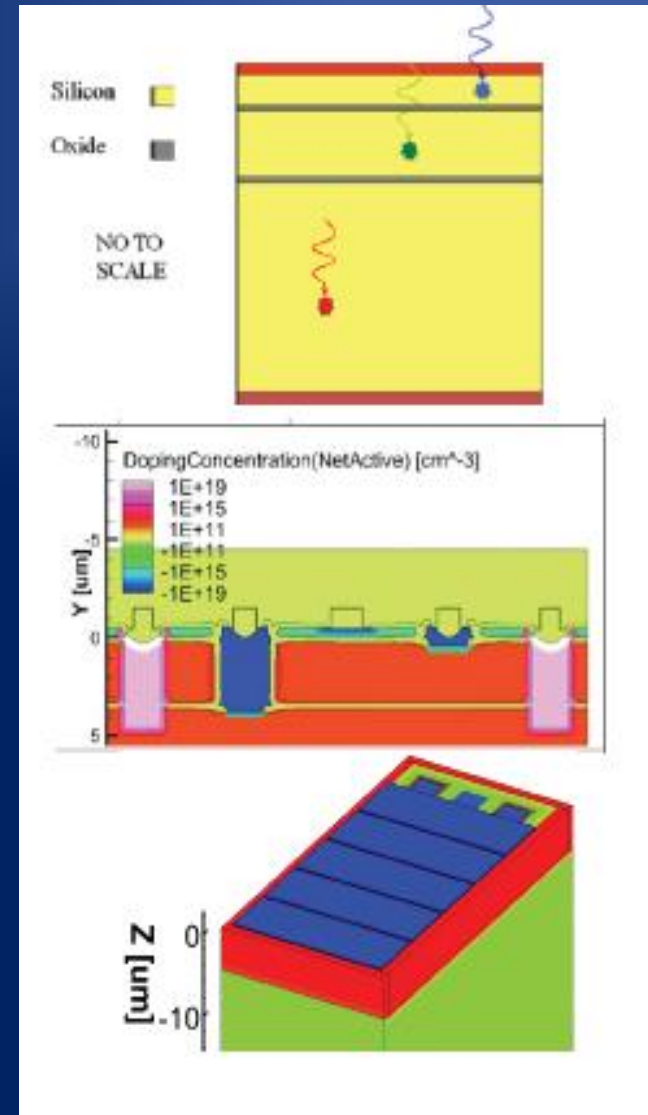 Silicon
Oxide
NO TO
SCALE
-10
DopingConcentration(NetActive) [cm^-3]
1E+19
1E+15
1E+11
-1E+11
-1E+15
-1E+19
-5
Y [um]
0
5
Z [um]
0
-10